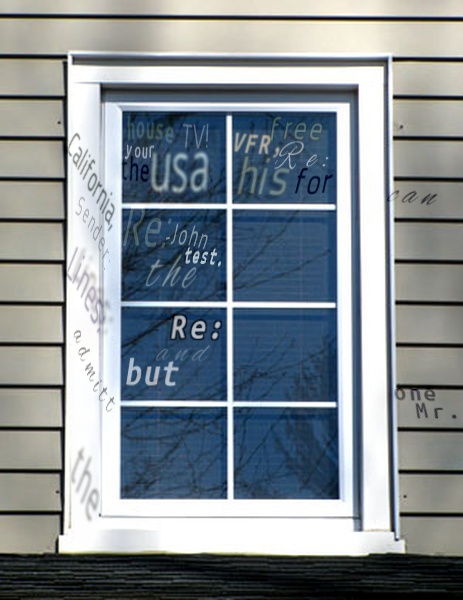 house TV!
your
the usa
free
VFR, Re:
his for
California,
can
Sender:
Re: -John
test,
the
Lines:
Re:
and
admitt
but
one
Mr.
the